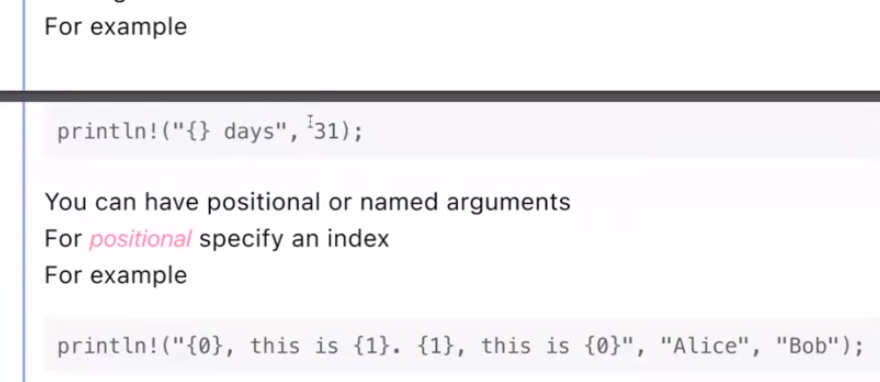 For example
println!("{} days", 31);
You can have positional or named arguments
For positional specify an index
For example
println!("{0}, this is {1}. {1}, this is {0}", "Alice", "Bob");